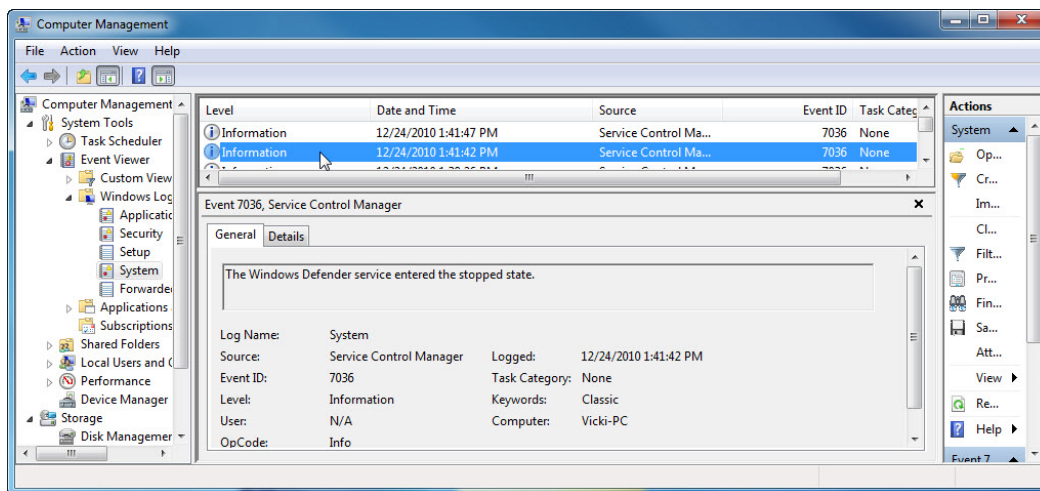 Computer Management
File Action View Help
Computer Management
System Tools
Task Scheduler
Event Viewer
Custom View
Windows Log
Applicatic
Security
Setup
System
Forwarde
Applications
Subscriptions
Shared Folders
Local Users and
Performance
Device Manager
Storage
Disk Managemer
Level Date and Time Source Event ID Task Categ
Information 12/24/2010 1:41:47 PM Service Control Ma... 7036 None
Information 12/24/2010 1:41:42 PM Service Control Ma... 7036 None
Event 7036, Service Control Manager
General Details
The Windows Defender service entered the stopped state.
Log Name: System
Source: Service Control Manager Logged: 12/24/2010 1:41:42 PM
Event ID: 7036 Task Category: None
Level: Information Keywords: Classic
User: N/A Computer: Vicki-PC
OpCode: Info
Actions
System
Op...
Cr...
Im...
Cl...
Filt...
Pr...
Fin...
Sa...
Att...
View
Re...
Help
Event 7